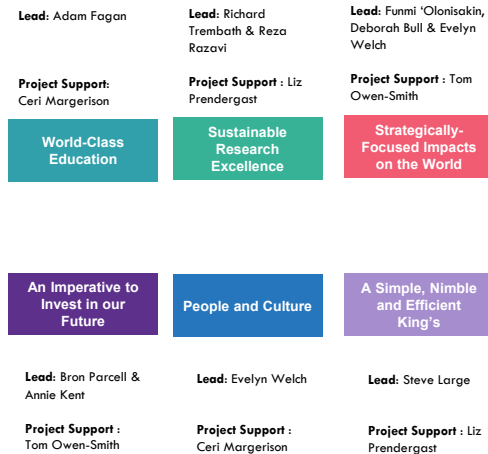 Lead: Adam Fagan
Project Support:
Ceri Margerison
World-Class
Education
Lead: Richard
Trembath & Reza
Razavi
Project Support : Liz
Prendergast
Sustainable
Research
Excellence
Lead: Funmi ‘Olonisakin,
Deborah Bull & Evelyn
Welch
Project Support : Tom
Owen-Smith
Strategically-
Focused Impacts
on the World
An Imperative to
Invest in our
Future
Lead: Bron Parcell &
Annie Kent
Project Support :
Tom Owen-Smith
People and Culture
Lead: Evelyn Welch
Project Support :
Ceri Margerison
A Simple, Nimble
and Efficient
King’s
Lead: Steve Large
Project Support : Liz
Prendergast